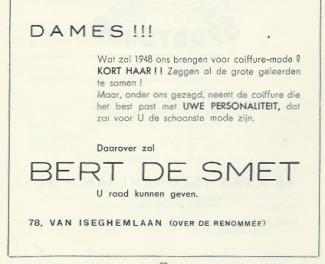 DAMES !!!
Wat zal 1948 ons brengen voor coiffure-mode ?
KORT HAAR !! Zeggen al de grote geleerden
te samen !
Maar, onder ons gezegd, neemt de coiffure die
het best past met UWE PERSONALITEIT, dat
zal voor U de schoonste mode zijn.
Daarover zal
BERT DE SMET
U raad kunnen geven.
78, VAN ISEGHEMLAAN (OVER DE RENOMMÉE)